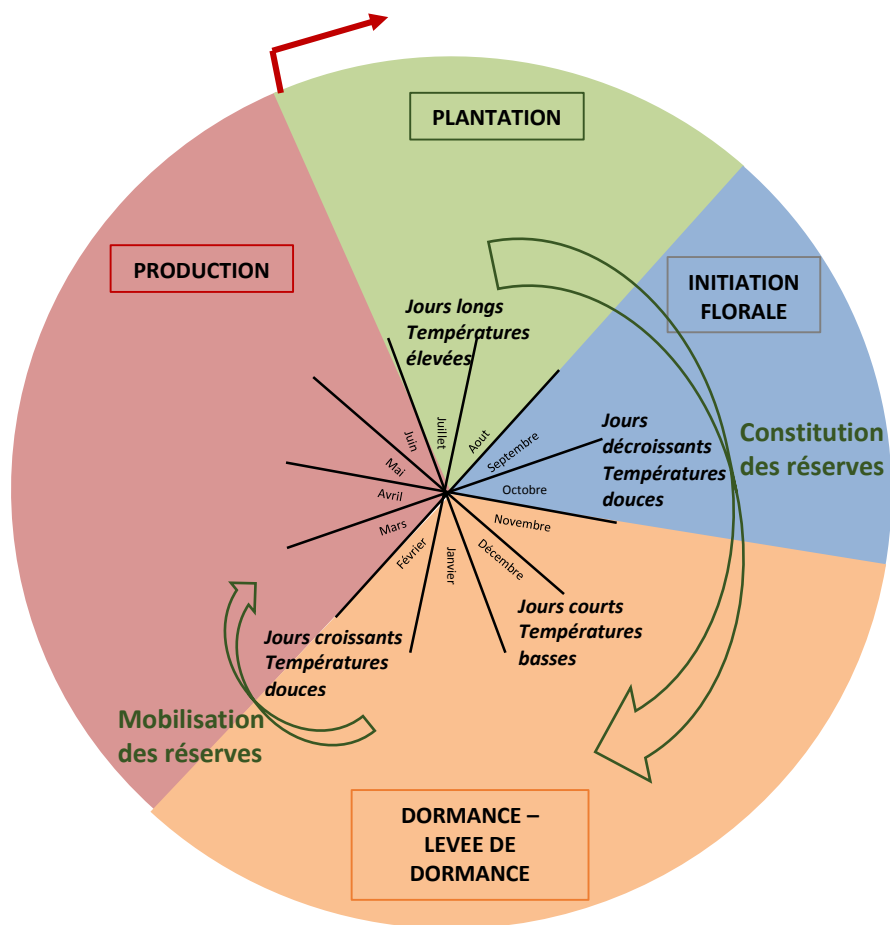 PLANTATION
PRODUCTION
INITIATION
FLORALE
Jours longs
Températures
élevées
Juin
Juillet
Aout
Mai
Septembre
Avril
Octobre
Mars
Novembre
Février
Janvier
Décembre
Jours
décroissants
Températures
douces
Constitution
des réserves
Jours courts
Températures
basses
Jours croissants
Températures
douces
Mobilisation
des réserves
DORMANCE –
LEVEE DE
DORMANCE